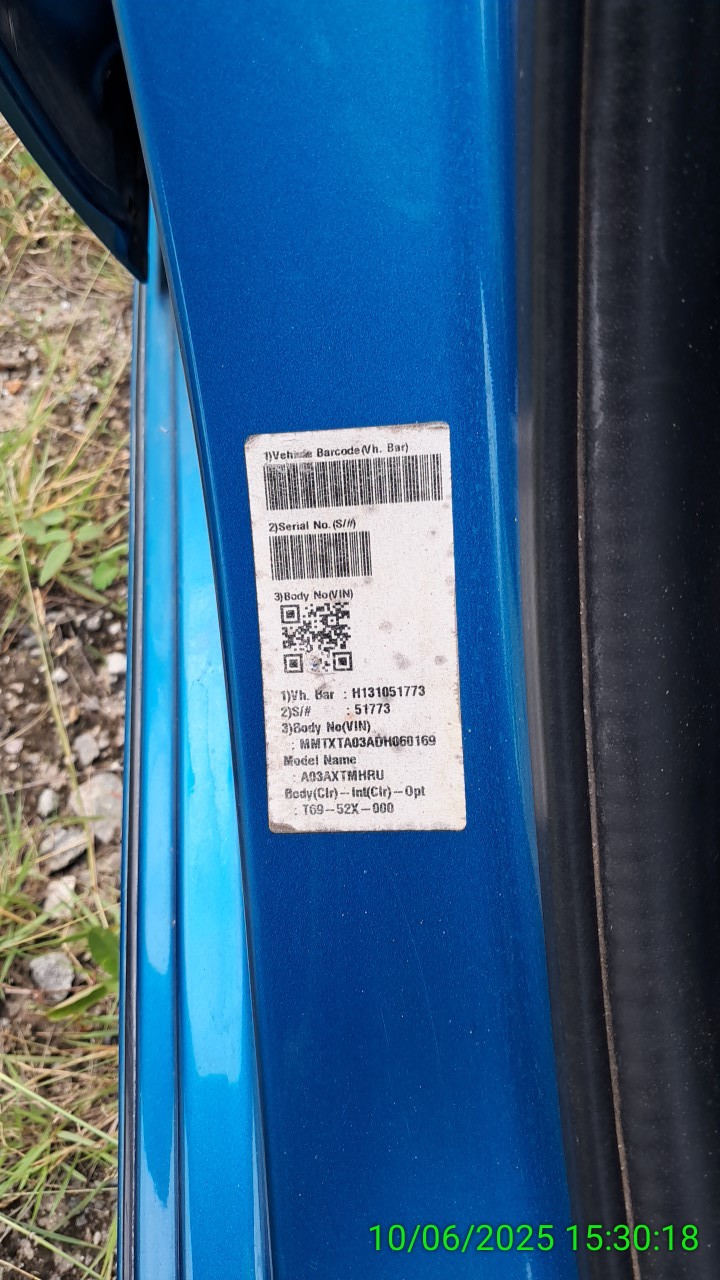 1)Vehicle Barcode(Vh. Bar)
2)Serial No.(S/#)
3)Body No(VIN)
1)Vh. Bar : H131051773
2)S/# : 51773
3)Body No(VIN)
: MMTXTA03ADH060169
Model Name
: A03AXTMHRU
Body(Clr)-Int(Clr)-Opt
: T69-52X-000
10/06/2025 15:30:18